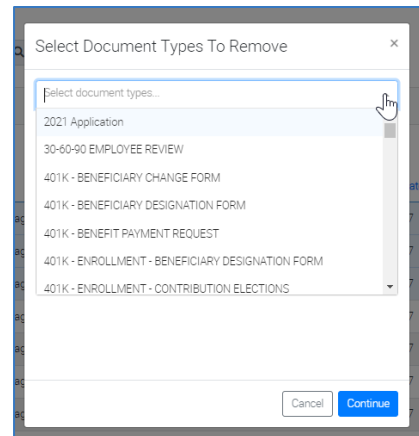 Select Document Types To Remove
×
Select document types...
2021 Application
30-60-90 EMPLOYEE REVIEW
401K - BENEFICIARY CHANGE FORM
401K - BENEFICIARY DESIGNATION FORM
401K - BENEFIT PAYMENT REQUEST
401K - ENROLLMENT - BENEFICIARY DESIGNATION FORM
401K - ENROLLMENT - CONTRIBUTION ELECTIONS
Cancel
Continue